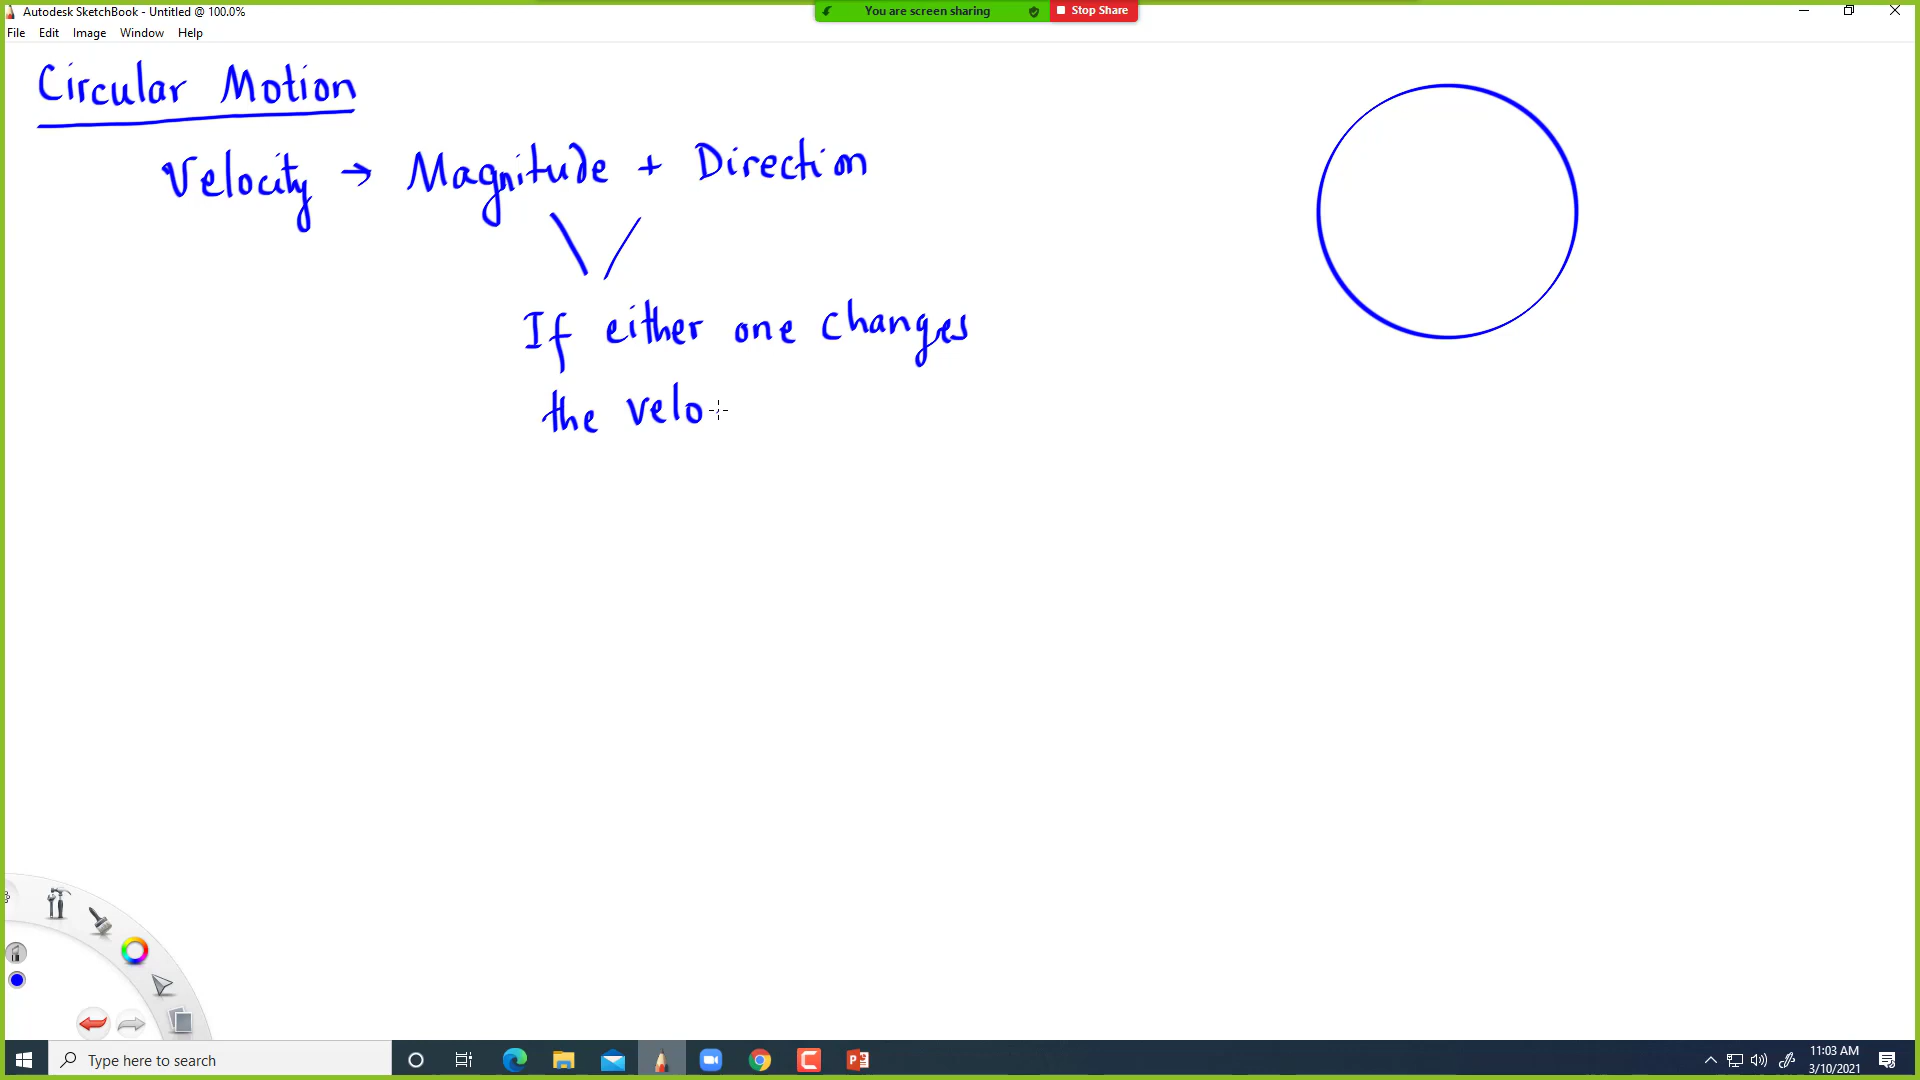 Autodesk SketchBook - Untitled @ 100.0%
You are screen sharing
Stop Share
File Edit Image Window Help
Circular Motion
Velocity → Magnitude + Direction
If either one changes
the velo
Type here to search
11:03 AM
3/10/2021